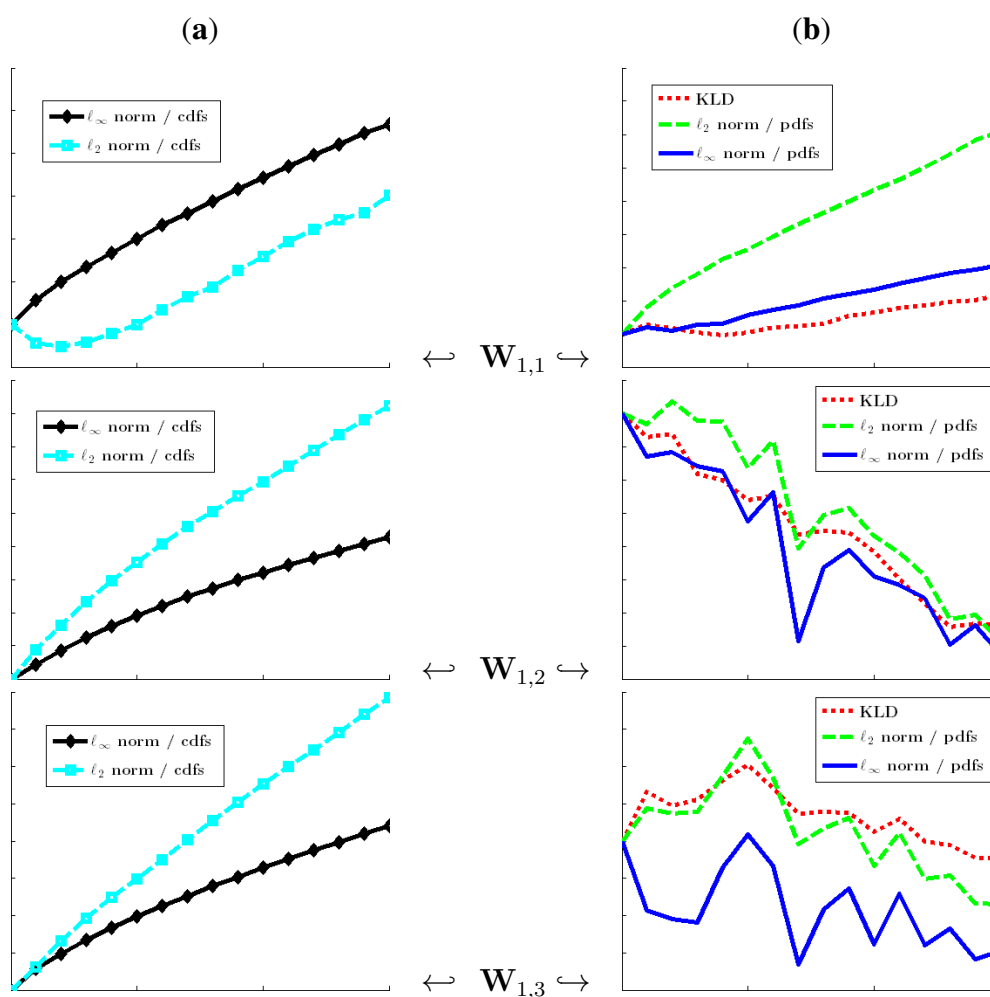 (a)
(b)
ℓ∞ norm / cdfs
ℓ2 norm / cdfs
KLD
ℓ2 norm / pdfs
ℓ∞ norm / pdfs
↩ W1,1 ↪
ℓ∞ norm / cdfs
ℓ2 norm / cdfs
KLD
ℓ2 norm / pdfs
ℓ∞ norm / pdfs
↩ W1,2 ↪
ℓ∞ norm / cdfs
ℓ2 norm / cdfs
KLD
ℓ2 norm / pdfs
ℓ∞ norm / pdfs
↩ W1,3 ↪